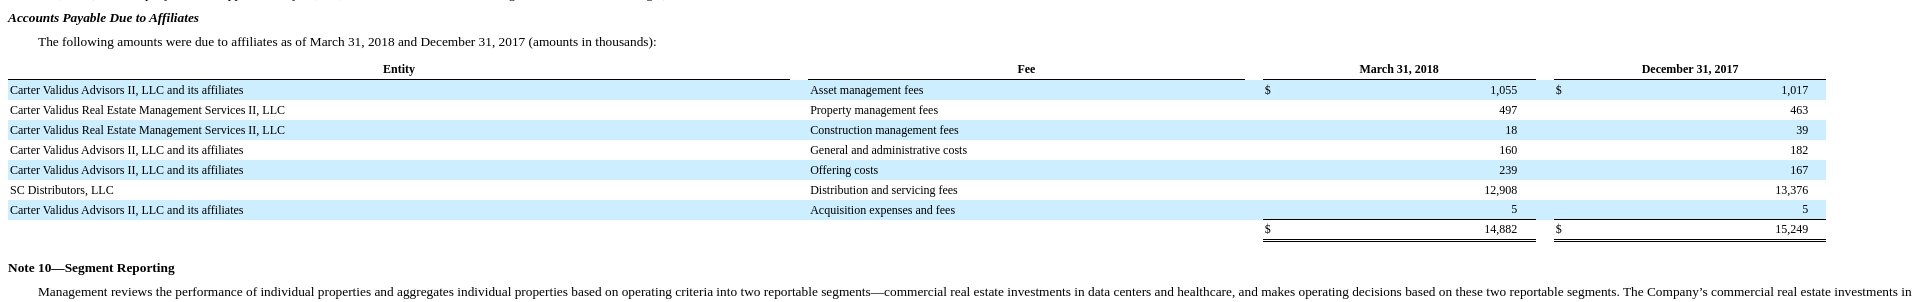 Accounts Payable Due to Affiliates
The following amounts were due to affiliates as of March 31, 2018 and December 31, 2017 (amounts in thousands):
Entity Fee March 31, 2018 December 31, 2017
Carter Validus Advisors II, LLC and its affiliates Asset management fees $ 1,055 $ 1,017
Carter Validus Real Estate Management Services II, LLC Property management fees 497 463
Carter Validus Real Estate Management Services II, LLC Construction management fees 18 39
Carter Validus Advisors II, LLC and its affiliates General and administrative costs 160 182
Carter Validus Advisors II, LLC and its affiliates Offering costs 239 167
SC Distributors, LLC Distribution and servicing fees 12,908 13,376
Carter Validus Advisors II, LLC and its affiliates Acquisition expenses and fees 5 5
$ 14,882 $ 15,249
Note 10—Segment Reporting
Management reviews the performance of individual properties and aggregates individual properties based on operating criteria into two reportable segments—commercial real estate investments in data centers and healthcare, and makes operating decisions based on these two reportable segments. The Company’s commercial real estate investments in